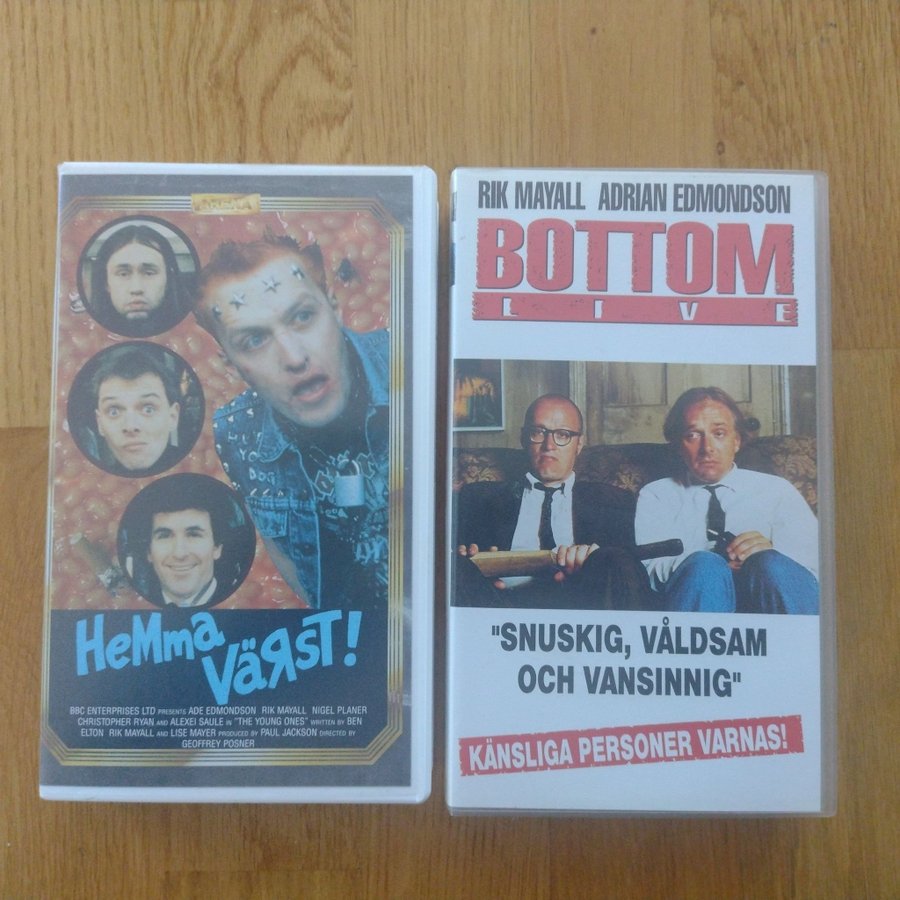 ARENA
HEMMA
VÄRST!
BBC ENTERPRISES LTD PRESENTS ADE EDMONDSON RIK MAYALL NIGEL PLANER
CHRISTOPHER RYAN AND ALEXEI SAULE IN "THE YOUNG ONES" WRITTEN BY BEN
ELTON RIK MAYALL AND LISE MAYER PRODUCED BY PAUL JACKSON DIRECTED BY
GEOFFREY POSNER
RIK MAYALL ADRIAN EDMONDSON
BOTTOM
LIVE
"SNUSKIG, VÅLDSAM
OCH VANSINNIG"
KÄNSLIGA PERSONER VARNAS!